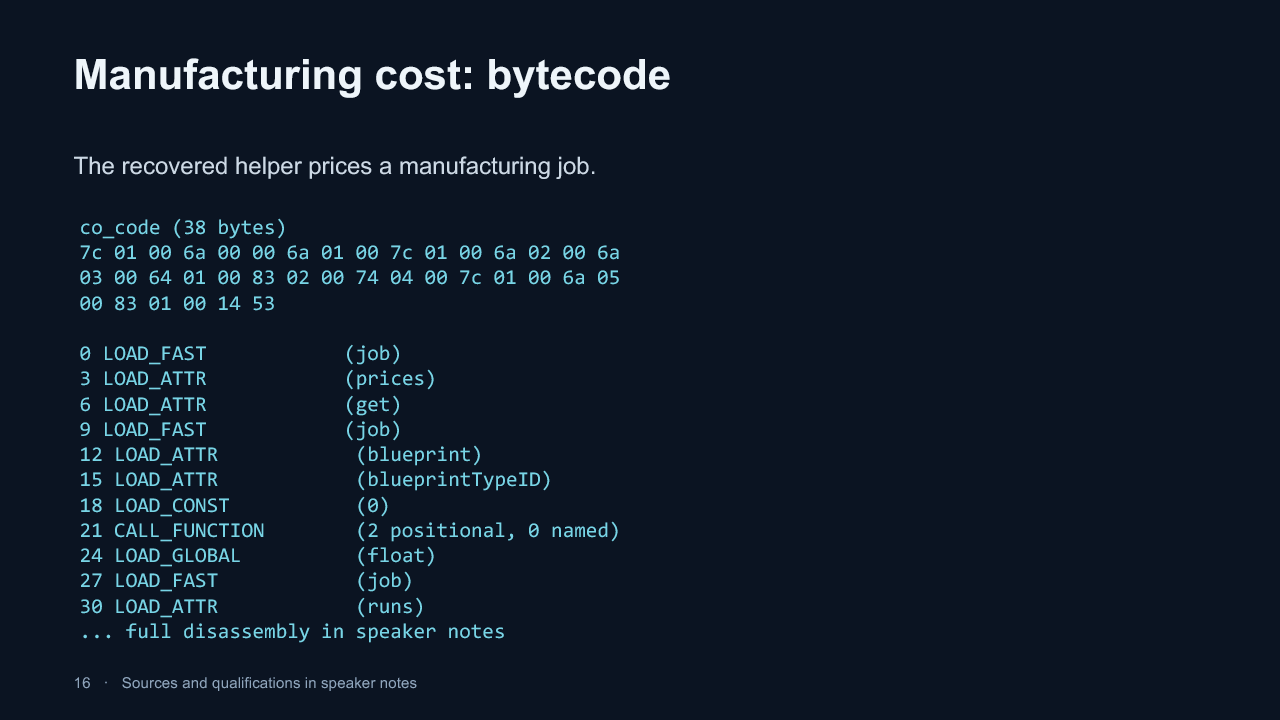 Manufacturing cost: bytecode
The recovered helper prices a manufacturing job.
co_code (38 bytes)
7c 01 00 6a 00 00 6a 01 00 7c 01 00 6a 02 00 6a
03 00 64 01 00 83 02 00 74 04 00 7c 01 00 6a 05
00 83 01 00 14 53
0 LOAD_FAST (job)
3 LOAD_ATTR (prices)
6 LOAD_ATTR (get)
9 LOAD_FAST (job)
12 LOAD_ATTR (blueprint)
15 LOAD_ATTR (blueprintTypeID)
18 LOAD_CONST (0)
21 CALL_FUNCTION (2 positional, 0 named)
24 LOAD_GLOBAL (float)
27 LOAD_FAST (job)
30 LOAD_ATTR (runs)
... full disassembly in speaker notes
16 · Sources and qualifications in speaker notes